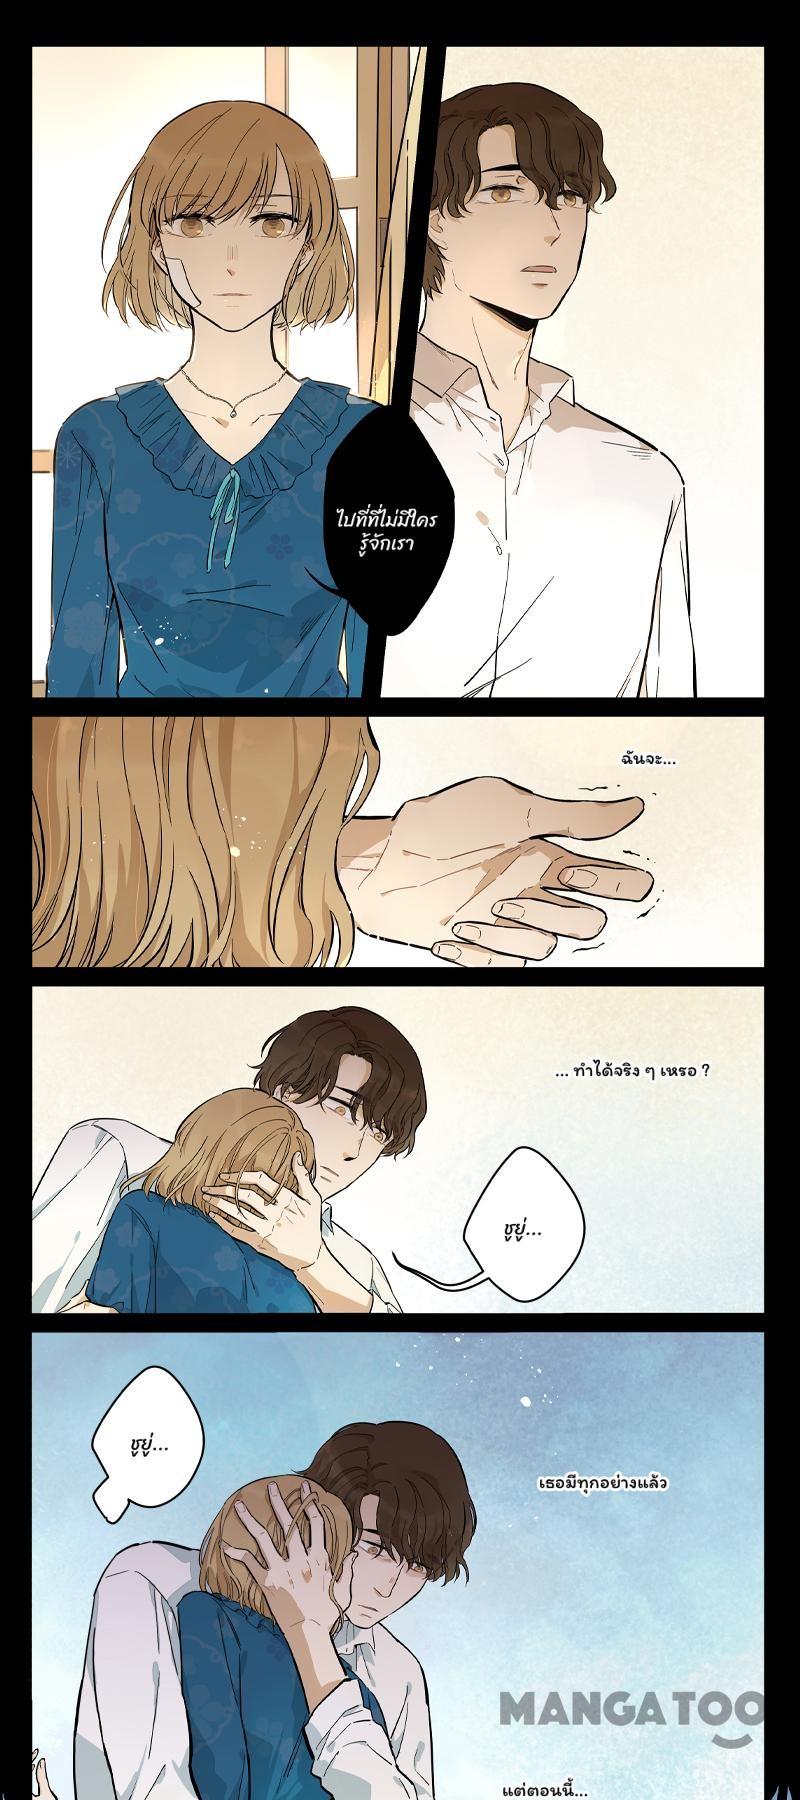 ไปที่ที่ไม่มีใคร
รู้จักเรา
ฉันจะ...
... ทำได้จริง ๆ เหรอ ?
ชูยู่...
ชูยู่...
เธอมีทุกอย่างแล้ว
MANGATOO
แต่ตอนนี้...